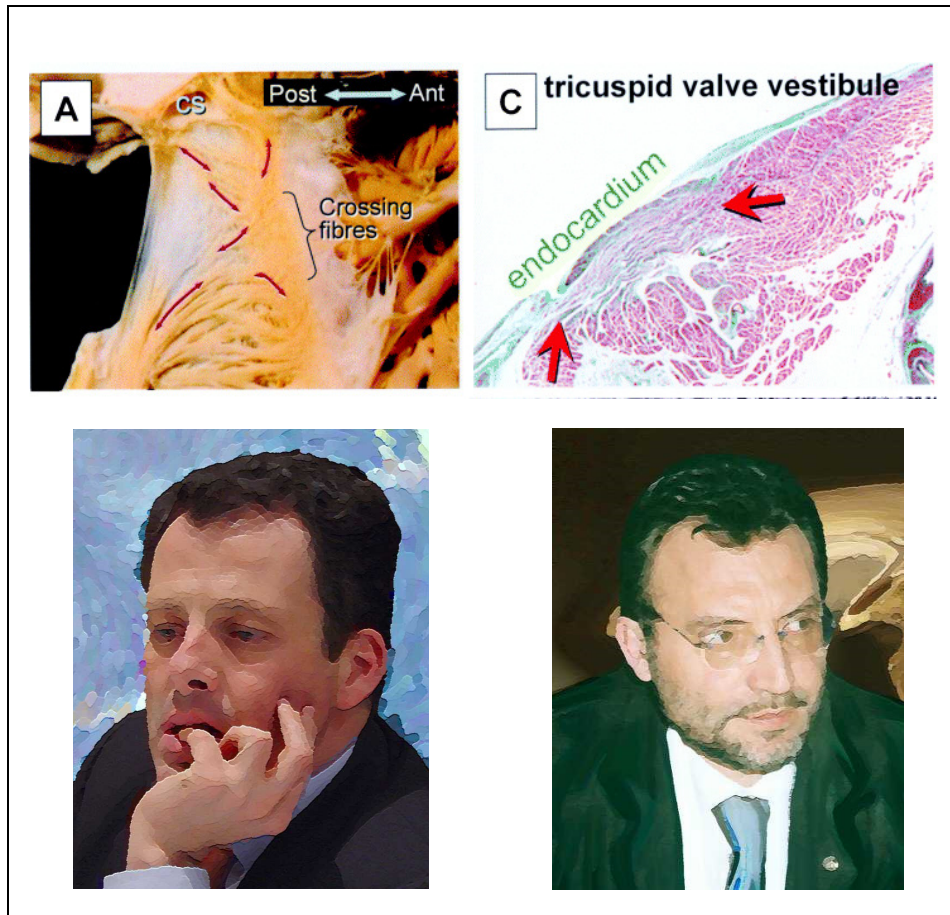 A
CS
Post Ant
Crossing
fibres
C
tricuspid valve vestibule
endocardium